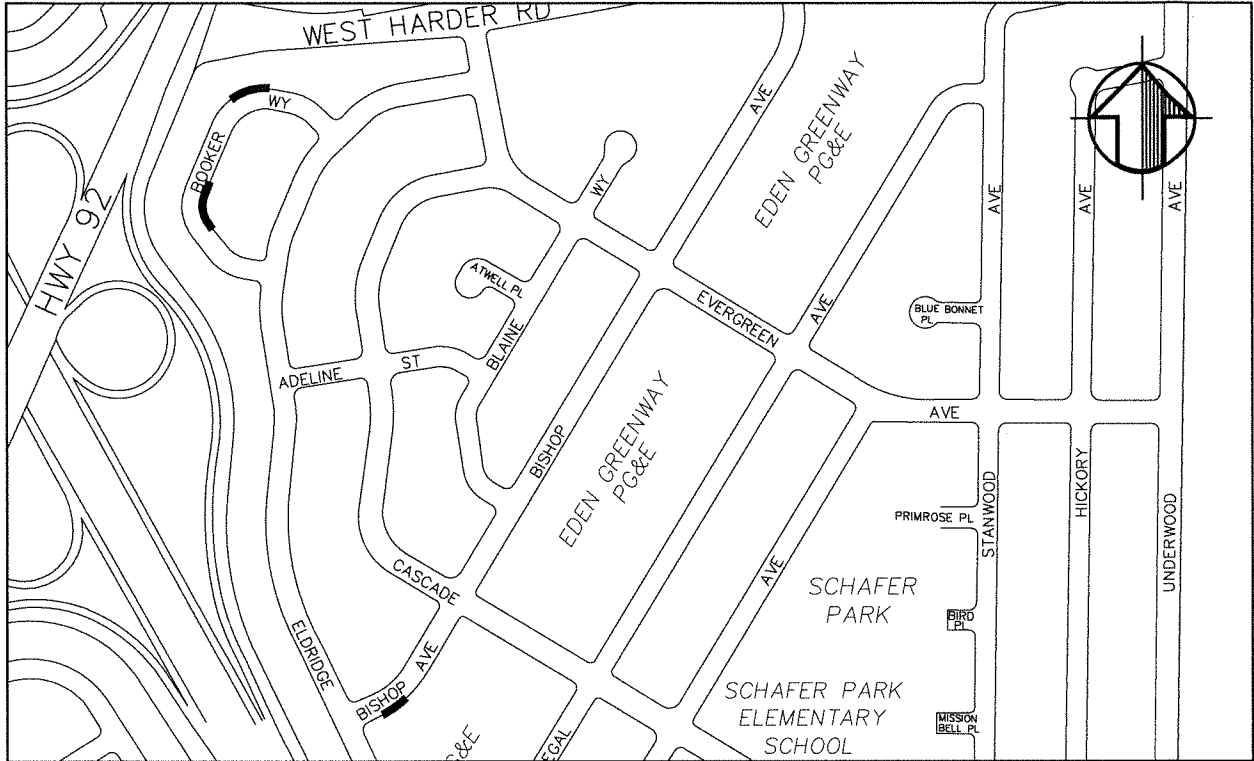 WEST HARDER RD
WY
BOOKER
HWY 92
AVE
EDEN GREENWAY
PG&E
WY
AVE
AVE
AVE
ATWELL PL
BLAINE
EVERGREEN
AVE
BLUE BONNET
PL
ADELINE
ST
AVE
BISHOP
EDEN GREENWAY
PG&E
STANWOOD
HICKORY
UNDERWOOD
PRIMROSE PL
CASCADE
AVE
SCHAFER
PARK
BIRD
PL
ELDRIDGE
BISHOP
AVE
SCHAFER PARK
ELEMENTARY
SCHOOL
MISSION
BELL PL
G&E
EGAL